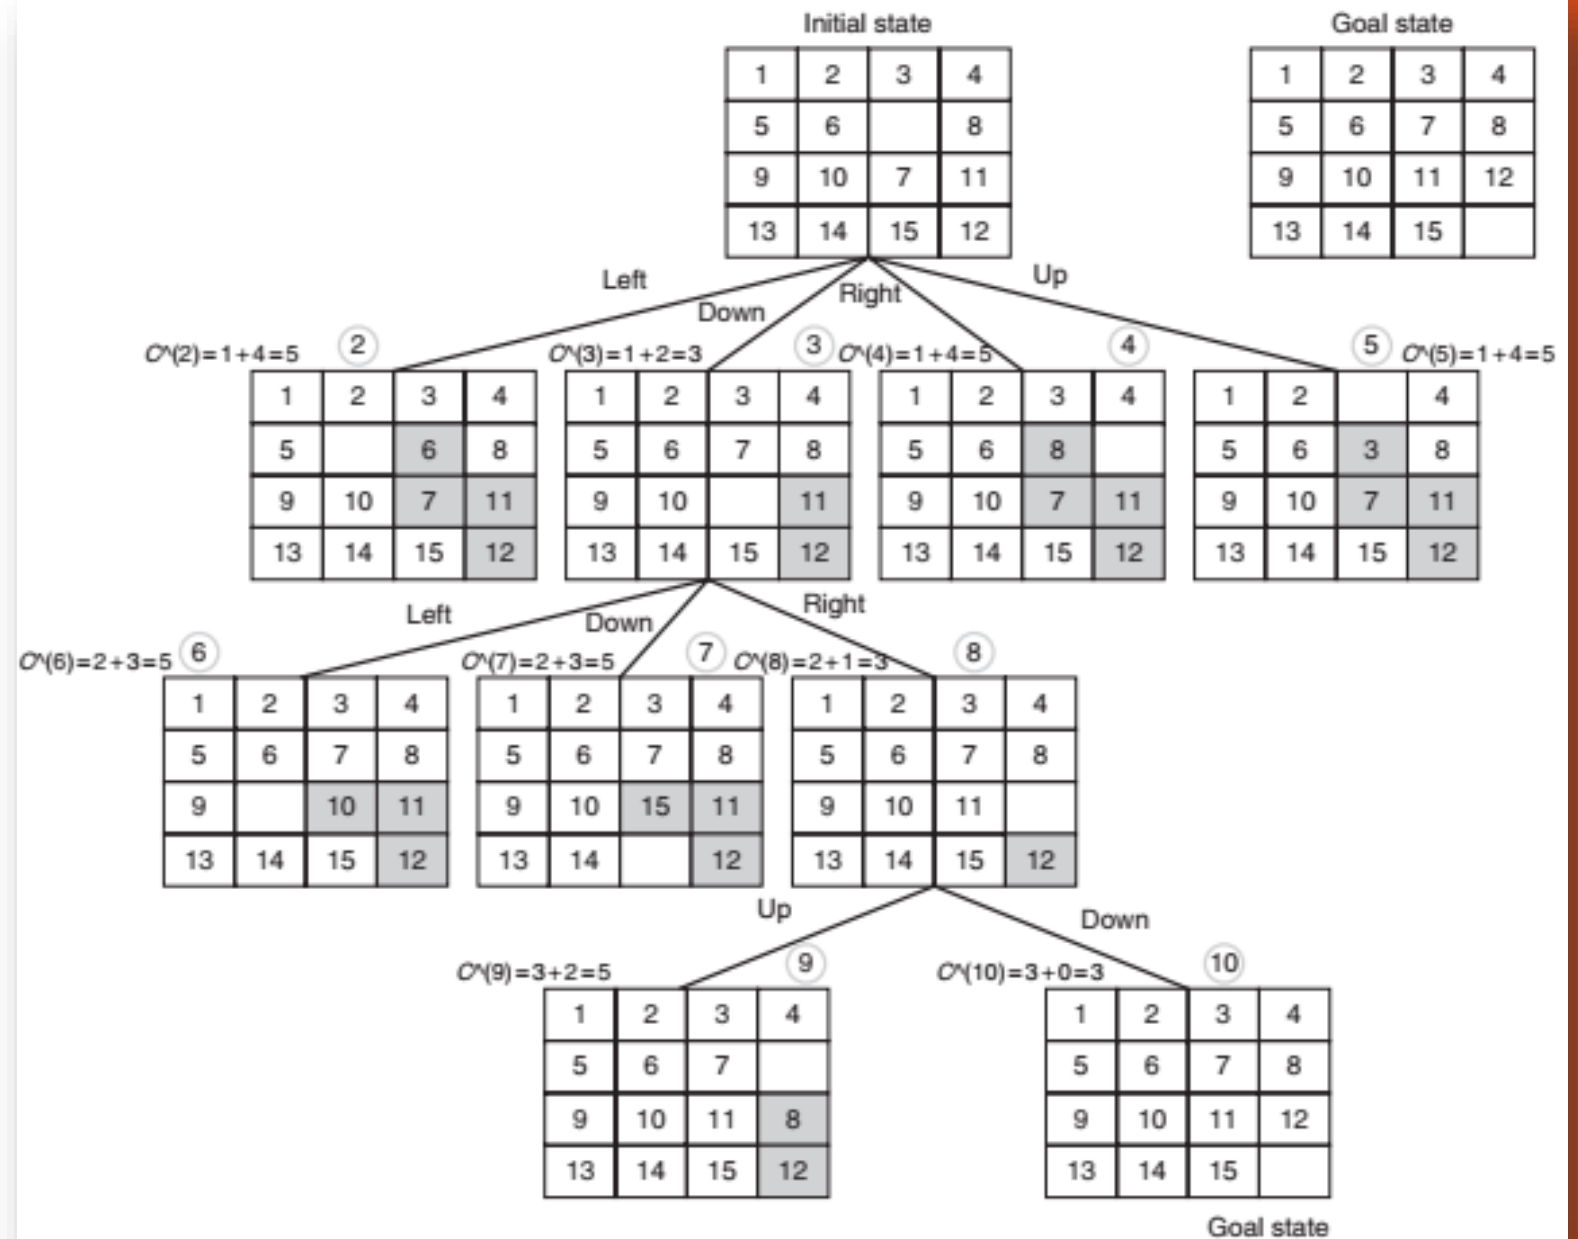 Initial state
Goal state
1 2 3 4
5 6 8
9 10 7 11
13 14 15 12
1 2 3 4
5 6 7 8
9 10 11 12
13 14 15
Left
Down
Right
Up
C^(2)=1+4=5
2
C^(3)=1+2=3
3
C^(4)=1+4=5
4
5
C^(5)=1+4=5
1 2 3 4
5 6 8
9 10 7 11
13 14 15 12
1 2 3 4
5 6 7 8
9 10 11
13 14 15 12
1 2 3 4
5 6 8
9 10 7 11
13 14 15 12
1 2 4
5 6 3 8
9 10 7 11
13 14 15 12
Left
Down
Right
C^(6)=2+3=5
6
C^(7)=2+3=5
7
C^(8)=2+1=3
8
1 2 3 4
5 6 7 8
9 10 11
13 14 15 12
1 2 3 4
5 6 7 8
9 10 15 11
13 14 12
1 2 3 4
5 6 7 8
9 10 11
13 14 15 12
Up
Down
C^(9)=3+2=5
9
C^(10)=3+0=3
10
1 2 3 4
5 6 7
9 10 11 8
13 14 15 12
1 2 3 4
5 6 7 8
9 10 11 12
13 14 15
Goal state